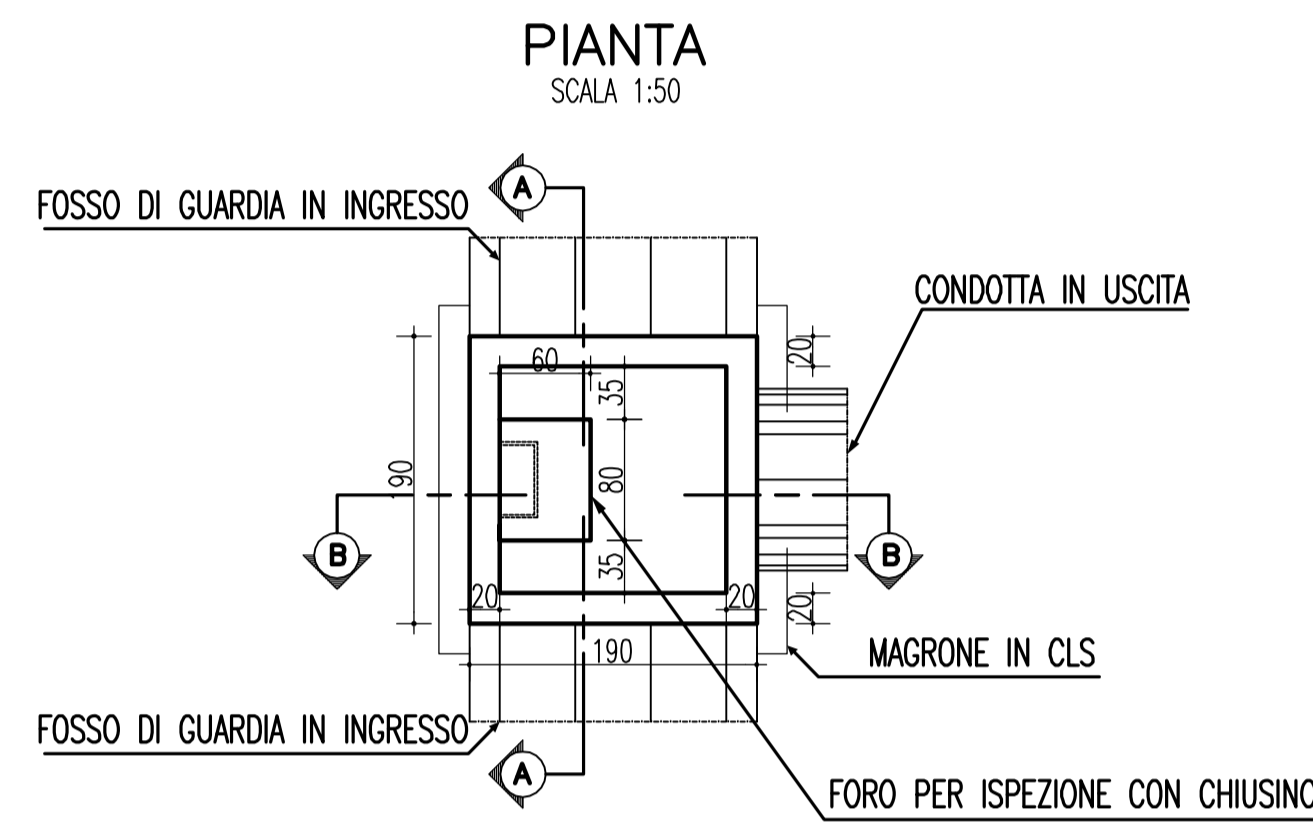 PIANTA
SCALA 1:50
A
FOSSO DI GUARDIA IN INGRESSO
CONDOTTA IN USCITA
20
60
35
190
80
B
B
35
20
20
20
190
MAGRONE IN CLS
FOSSO DI GUARDIA IN INGRESSO
A
FORO PER ISPEZIONE CON CHIUSINO